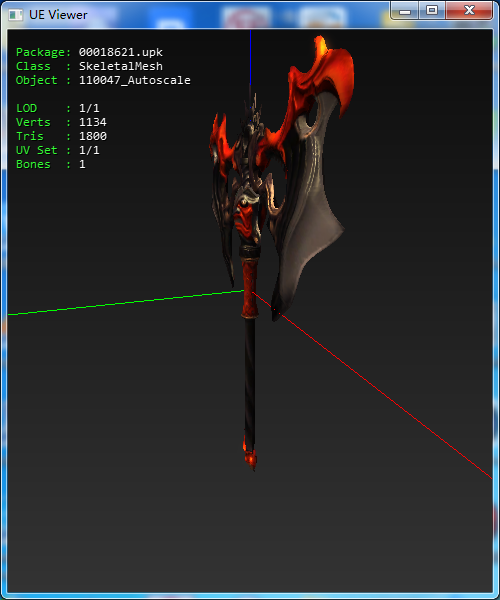 UE Viewer
Package: 00018621.upk
Class : SkeletalMesh
Object : 110047_Autoscale
LOD : 1/1
Verts : 1134
Tris : 1800
UV Set : 1/1
Bones : 1